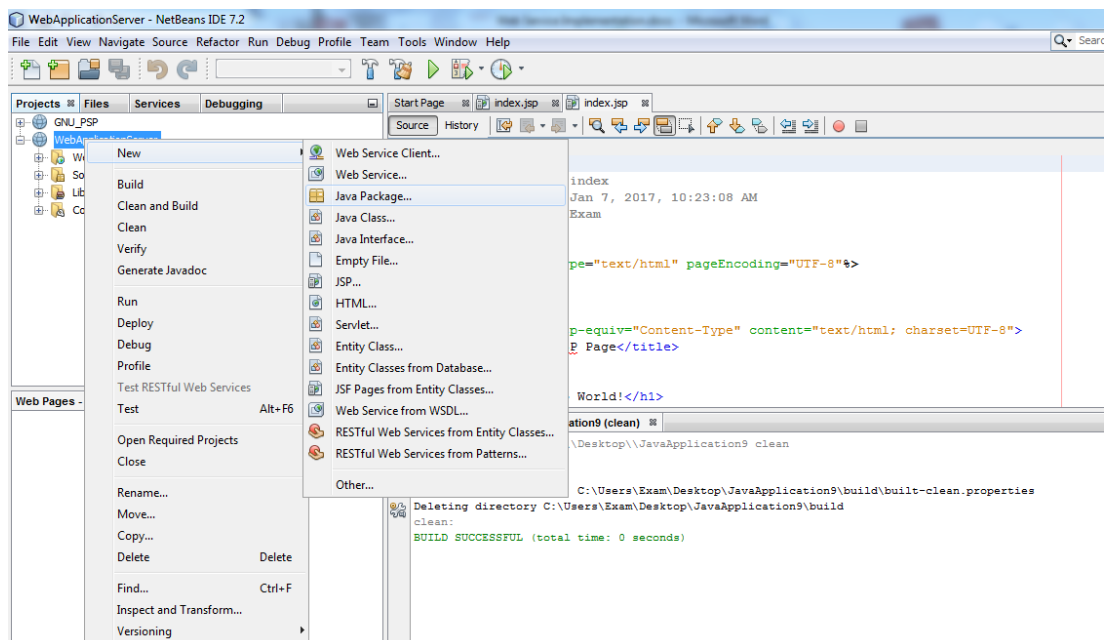 WebApplicationServer - NetBeans IDE 7.2
File Edit View Navigate Source Refactor Run Debug Profile Team Tools Window Help
Searc
Projects Files Services Debugging
GNU_PSP
WebApplicationServer
We
So
Lib
Co
Web Pages -
New
Build
Clean and Build
Clean
Verify
Generate Javadoc
Run
Deploy
Debug
Profile
Test RESTful Web Services
Test Alt+F6
Open Required Projects
Close
Rename...
Move...
Copy...
Delete Delete
Find... Ctrl+F
Inspect and Transform...
Versioning
Web Service Client...
Web Service...
Java Package...
Java Class...
Java Interface...
Empty File...
JSP...
HTML...
Servlet...
Entity Class...
Entity Classes from Database...
JSF Pages from Entity Classes...
Web Service from WSDL...
RESTful Web Services from Entity Classes...
RESTful Web Services from Patterns...
Other...
Start Page index.jsp index.jsp
Source History
index
Jan 7, 2017, 10:23:08 AM
Exam
pe="text/html" pageEncoding="UTF-8"%>
p-equiv="Content-Type" content="text/html; charset=UTF-8">
P Page</title>
World!</h1>
ation9 (clean)
\Desktop\\JavaApplication9 clean
C:\Users\Exam\Desktop\JavaApplication9\build\built-clean.properties
Deleting directory C:\Users\Exam\Desktop\JavaApplication9\build
clean:
BUILD SUCCESSFUL (total time: 0 seconds)